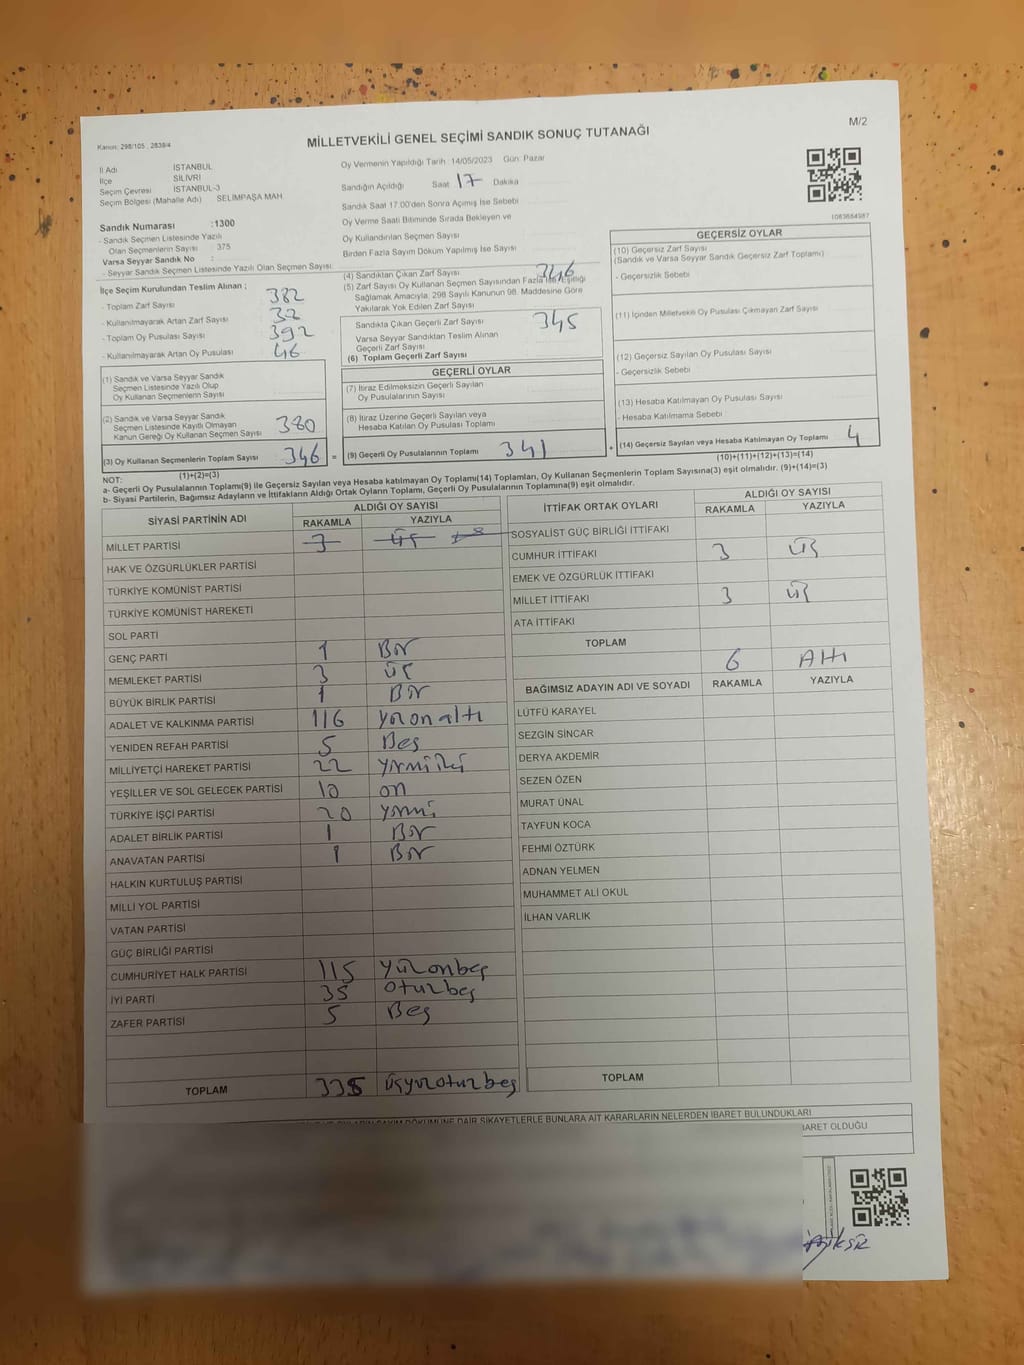 M/2
Kanun: 298/105 , 2839/4
MİLLETVEKİLİ GENEL SEÇİMİ SANDIK SONUÇ TUTANAĞI
İl Adı İSTANBUL
İlçe SİLİVRİ
Seçim Çevresi İSTANBUL-3
Seçim Bölgesi (Mahalle Adı) SELİMPAŞA MAH.
Oy Vermenin Yapıldığı Tarih : 14/05/2023 Gün: Pazar
Sandığın Açıldığı Saat 17 Dakika
Sandık Saat 17:00'den Sonra Açımış İse Sebebi
Oy Verme Saati Bitiminde Sırada Bekleyen ve
Oy Kullandırılan Seçmen Sayısı
Birden Fazla Sayım Döküm Yapılmış İse Sayısı
Sandık Numarası :1300
- Sandık Seçmen Listesinde Yazılı
Olan Seçmenlerin Sayısı 375
Varsa Seyyar Sandık No :
- Seyyar Sandık Seçmen Listesinde Yazılı Olan Seçmen Sayısı:
İlçe Seçim Kurulundan Teslim Alınan ;
- Toplam Zarf Sayısı 382
- Kullanılmayarak Artan Zarf Sayısı 32
- Toplam Oy Pusulası Sayısı 392
- Kullanılmayarak Artan Oy Pusulası 46
(1) Sandık ve Varsa Seyyar Sandık
Seçmen Listesinde Yazılı Olup
Oy Kullanan Seçmen Sayısı
(2) Sandık ve Varsa Seyyar Sandık
Seçmen Listesinde Kayıtlı Olmayan
Kanun Gereği Oy Kullanan Seçmen Sayısı 380
(3) Oy Kullanan Seçmenlerin Toplam Sayısı 346 =
(1)+(2)=(3)
(4) Sandıktan Çıkan Zarf Sayısı 346
(5) Zarf Sayısı Oy Kullanan Seçmen Sayısından Fazla İse, Eşitliği
Sağlamak Amacıyla, 298 Sayılı Kanunun 98. Maddesine Göre
Yakılarak Yok Edilen Zarf Sayısı
Sandıkta Çıkan Geçerli Zarf Sayısı 345
Varsa Seyyar Sandıktan Teslim Alınan
Geçerli Zarf Sayısı
(6) Toplam Geçerli Zarf Sayısı
GEÇERLİ OYLAR
(7) İtiraz Edilmeksizin Geçerli Sayılan
Oy Pusulalarının Sayısı
(8) İtiraz Üzerine Geçerli Sayılan veya
Hesaba Katılan Oy Pusulası Toplamı
(9) Geçerli Oy Pusulalarının Toplamı 341 +
1083684987
GEÇERSİZ OYLAR
(10) Geçersiz Zarf Sayısı
(Sandık ve Varsa Seyyar Sandık Geçersiz Zarf Toplamı)
- Geçersizlik Sebebi
(11) İçinden Milletvekili Oy Pusulası Çıkmayan Zarf Sayısı
(12) Geçersiz Sayılan Oy Pusulası Sayısı
- Geçersizlik Sebebi
(13) Hesaba Katılmayan Oy Pusulası Sayısı
- Hesaba Katılmama Sebebi
(14) Geçersiz Sayılan veya Hesaba Katılmayan Oy Toplamı 4
(10)+(11)+(12)+(13)=(14)
NOT:
a- Geçerli Oy Pusulalarının Toplamı(9) ile Geçersiz Sayılan veya Hesaba katılmayan Oy Toplamı(14) Toplamları, Oy Kullanan Seçmenlerin Toplam Sayısına(3) eşit olmalıdır. (9)+(14)=(3)
b- Siyasi Partilerin, Bağımsız Adayların ve İttifakların Aldığı Ortak Oyların Toplamı, Geçerli Oy Pusulalarının Toplamına(9) eşit olmalıdır.
SİYASİ PARTİNİN ADI ALDIĞI OY SAYISI
RAKAMLA YAZIYLA
MİLLET PARTİSİ 3 üç
HAK VE ÖZGÜRLÜKLER PARTİSİ
TÜRKİYE KOMÜNİST PARTİSİ
TÜRKİYE KOMÜNİST HAREKETİ
SOL PARTİ
GENÇ PARTİ 1 Bir
MEMLEKET PARTİSİ 3 üç
BÜYÜK BİRLİK PARTİSİ 1 Bir
ADALET VE KALKINMA PARTİSİ 116 yüzonaltı
YENİDEN REFAH PARTİSİ 5 Beş
MİLLİYETÇİ HAREKET PARTİSİ 22 yirmiiki
YEŞİLLER VE SOL GELECEK PARTİSİ 10 on
TÜRKİYE İŞÇİ PARTİSİ 20 yirmi
ADALET BİRLİK PARTİSİ 1 Bir
ANAVATAN PARTİSİ 1 Bir
HALKIN KURTULUŞ PARTİSİ
MİLLİ YOL PARTİSİ
VATAN PARTİSİ
GÜÇ BİRLİĞİ PARTİSİ
CUMHURİYET HALK PARTİSİ 115 yüzonbeş
İYİ PARTİ 35 otuzbeş
ZAFER PARTİSİ 5 Beş
TOPLAM 335 üçyüzotuzbeş
İTTİFAK ORTAK OYLARI ALDIĞI OY SAYISI
RAKAMLA YAZIYLA
SOSYALİST GÜÇ BİRLİĞİ İTTİFAKI
CUMHUR İTTİFAKI 3 üç
EMEK VE ÖZGÜRLÜK İTTİFAKI
MİLLET İTTİFAKI 3 üç
ATA İTTİFAKI
TOPLAM 6 Altı
BAĞIMSIZ ADAYIN ADI VE SOYADI RAKAMLA YAZIYLA
LÜTFÜ KARAYEL
SEZGİN SİNCAR
DERYA AKDEMİR
SEZEN ÖZEN
MURAT ÜNAL
TAYFUN KOCA
FEHMİ ÖZTÜRK
ADNAN YELMEN
MUHAMMET ALİ OKUL
İLHAN VARLIK
TOPLAM
DAİR ŞİKAYETLERLE BUNLARA AİT KARARLARIN NELERDEN İBARET BULUNDUKLARI
BARET OLDUĞU